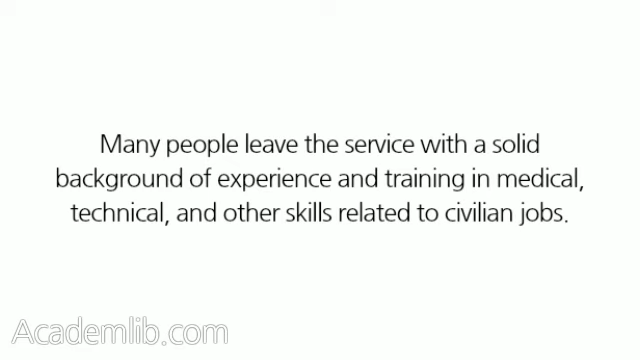 Many people leave the service with a solid
background of experience and training in medical,
technical, and other skills related to civilian jobs.
Academlib.com